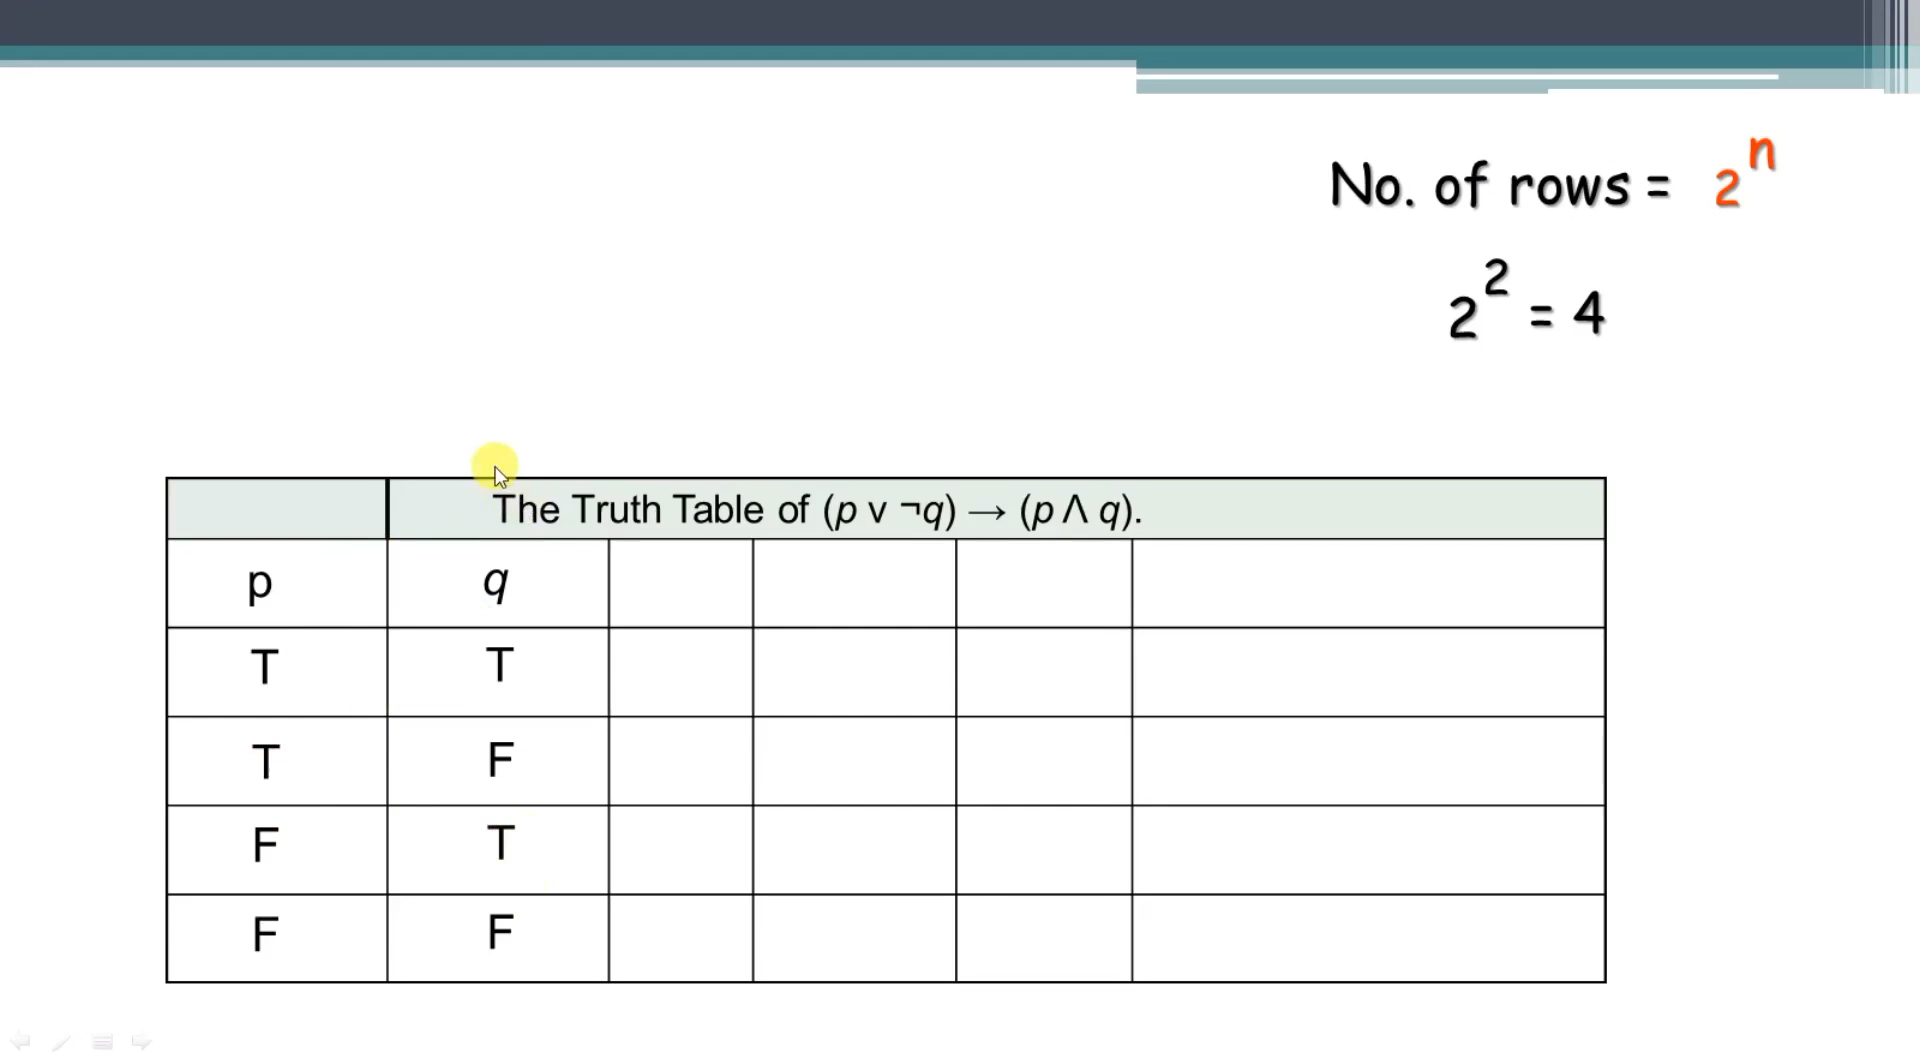 No. of rows = 2^n
2^2 = 4
The Truth Table of (p v ¬q) → (p Λ q).
p q
T T
T F
F T
F F